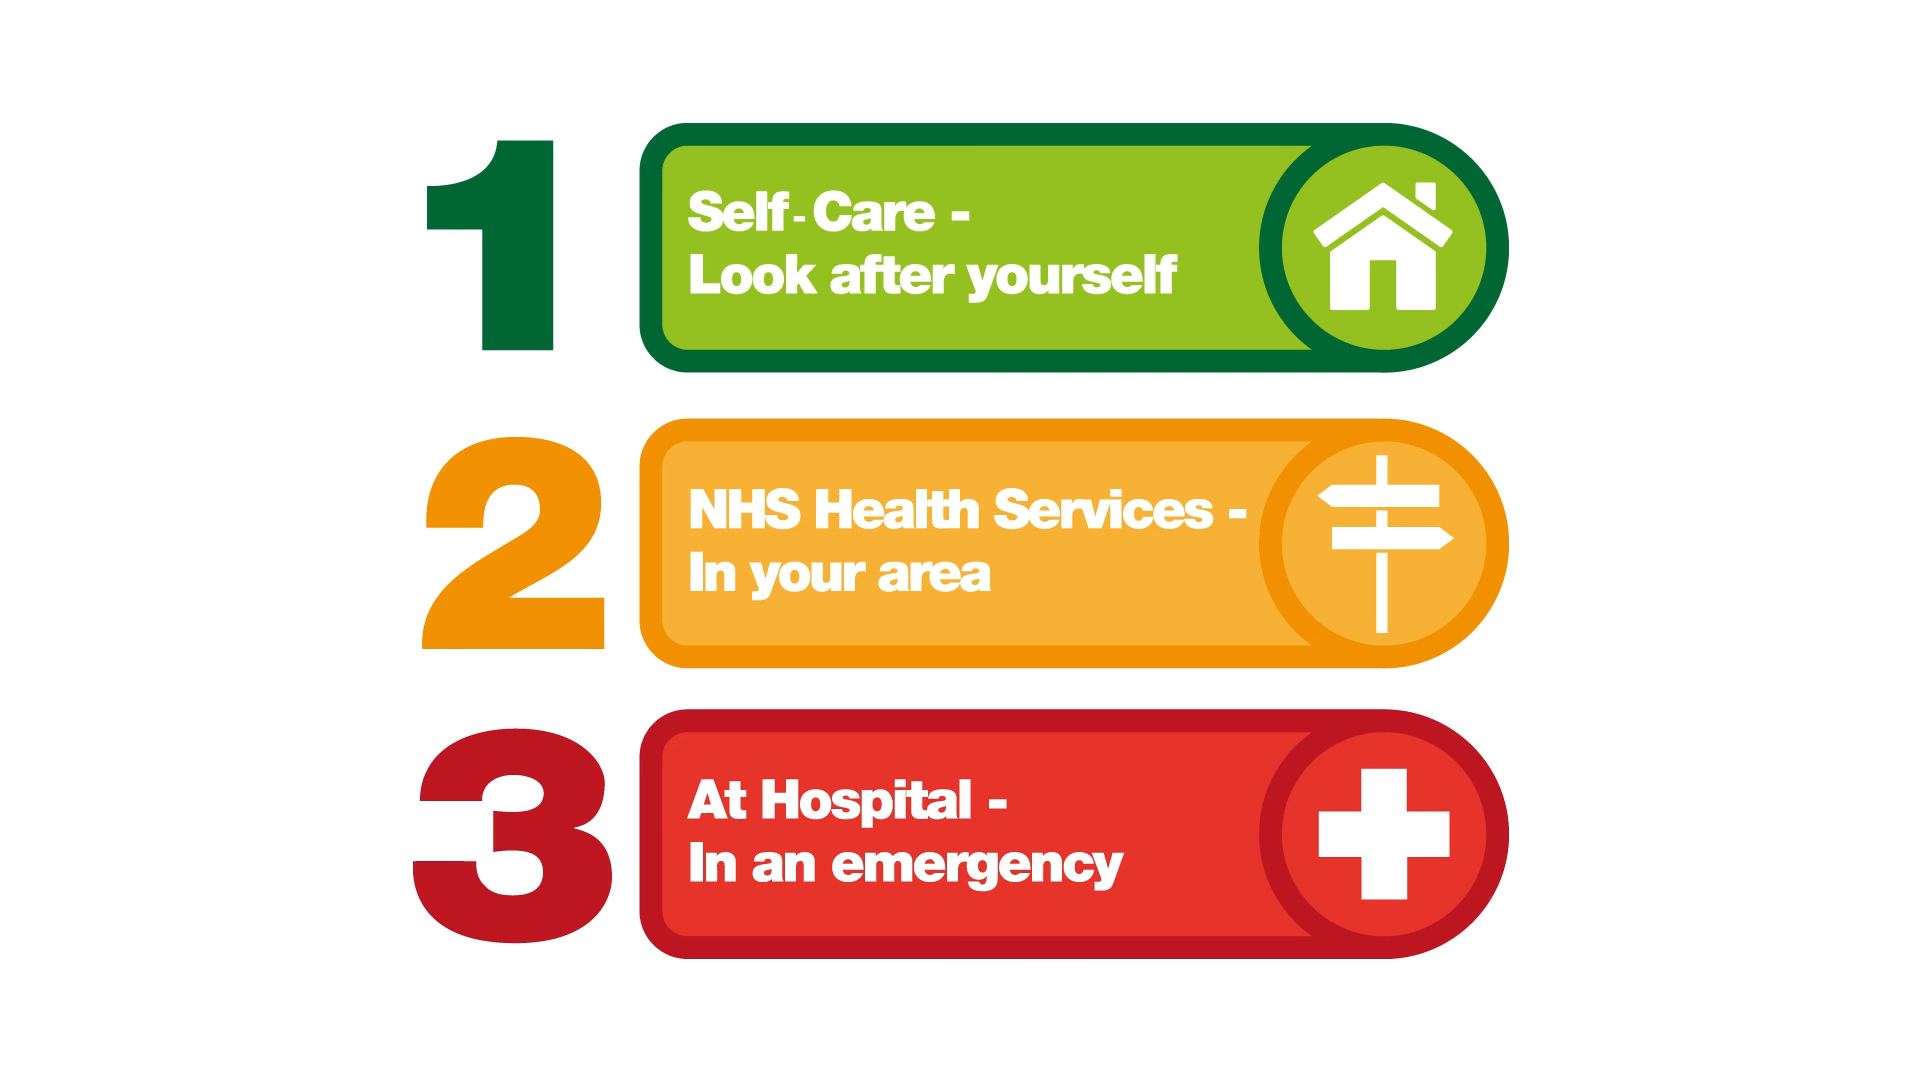 1
Self-Care -
Look after yourself
2
NHS Health Services -
In your area
3
At Hospital -
In an emergency